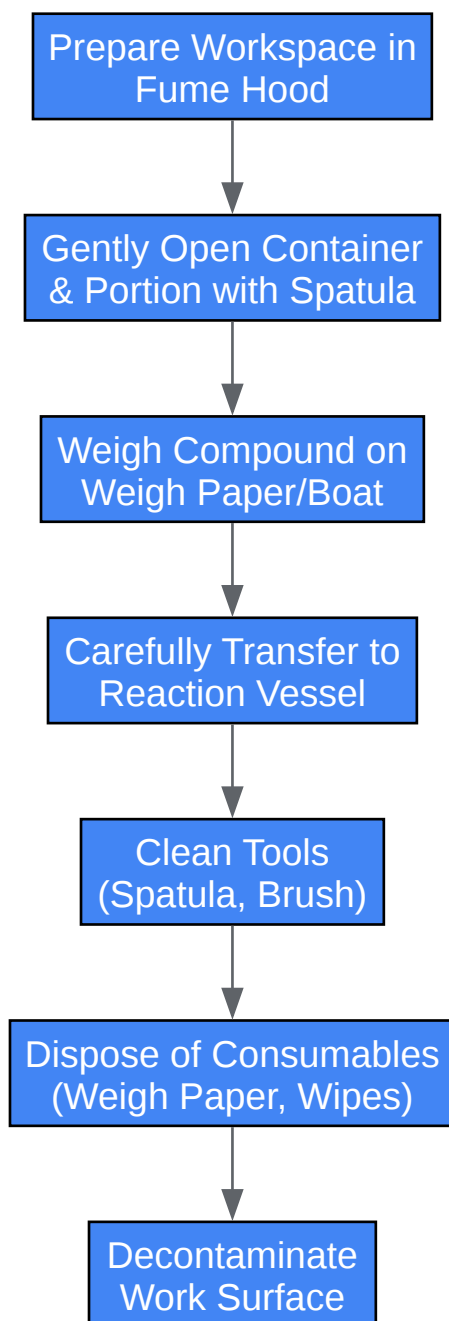 Prepare Workspace in
Fume Hood
Gently Open Container
& Portion with Spatula
Weigh Compound on
Weigh Paper/Boat
Carefully Transfer to
Reaction Vessel
Clean Tools
(Spatula, Brush)
Dispose of Consumables
(Weigh Paper, Wipes)
Decontaminate
Work Surface